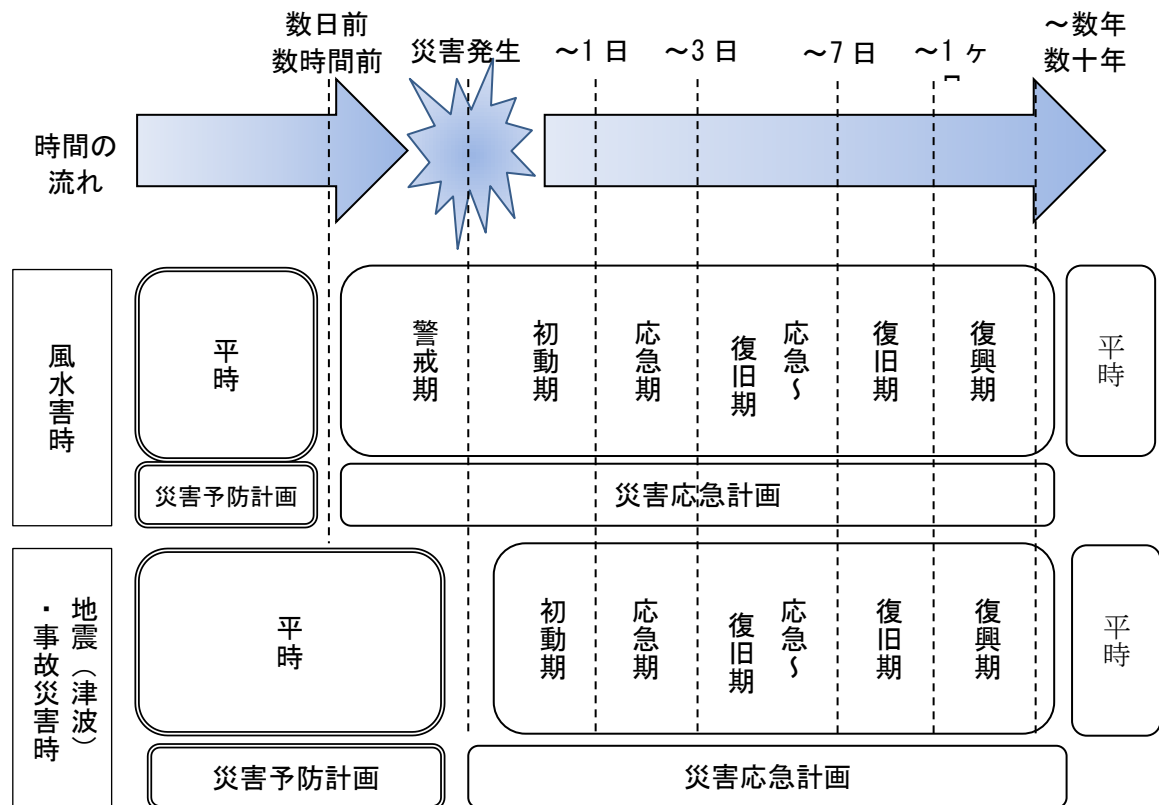 数日前
数時間前
災害発生
～1日
～3日
～7日
～1ヶ
～数年
数十年
時間の
流れ
風水害時
平時
警戒期
初動期
応急期
応急～
復旧期
復旧期
復興期
平時
災害予防計画
災害応急計画
地震（津波）
・事故災害時
平時
初動期
応急期
応急～
復旧期
復旧期
復興期
平時
災害予防計画
災害応急計画